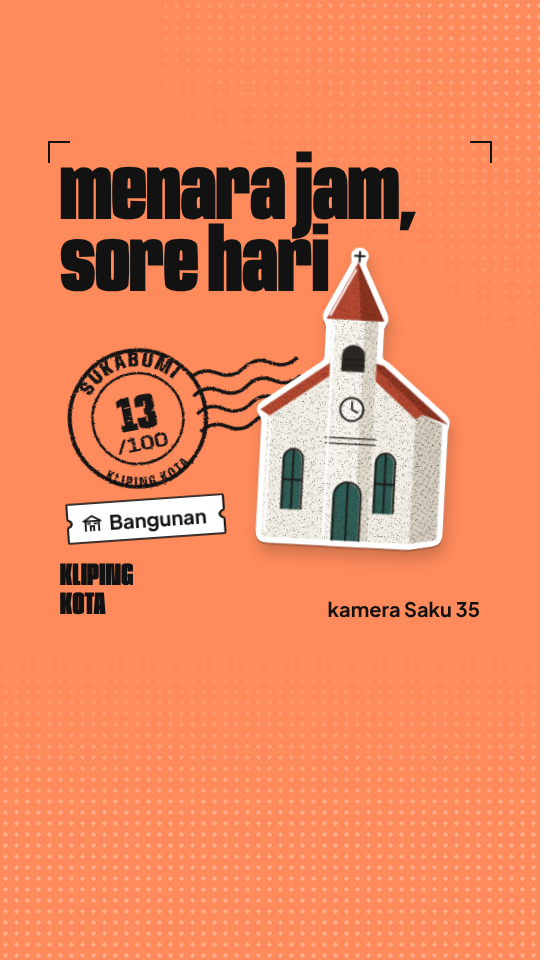 menara jam,
sore hari
SUKABUMI
13
/100
KLIPING KOTA
Bangunan
KLIPING
KOTA
kamera Saku 35